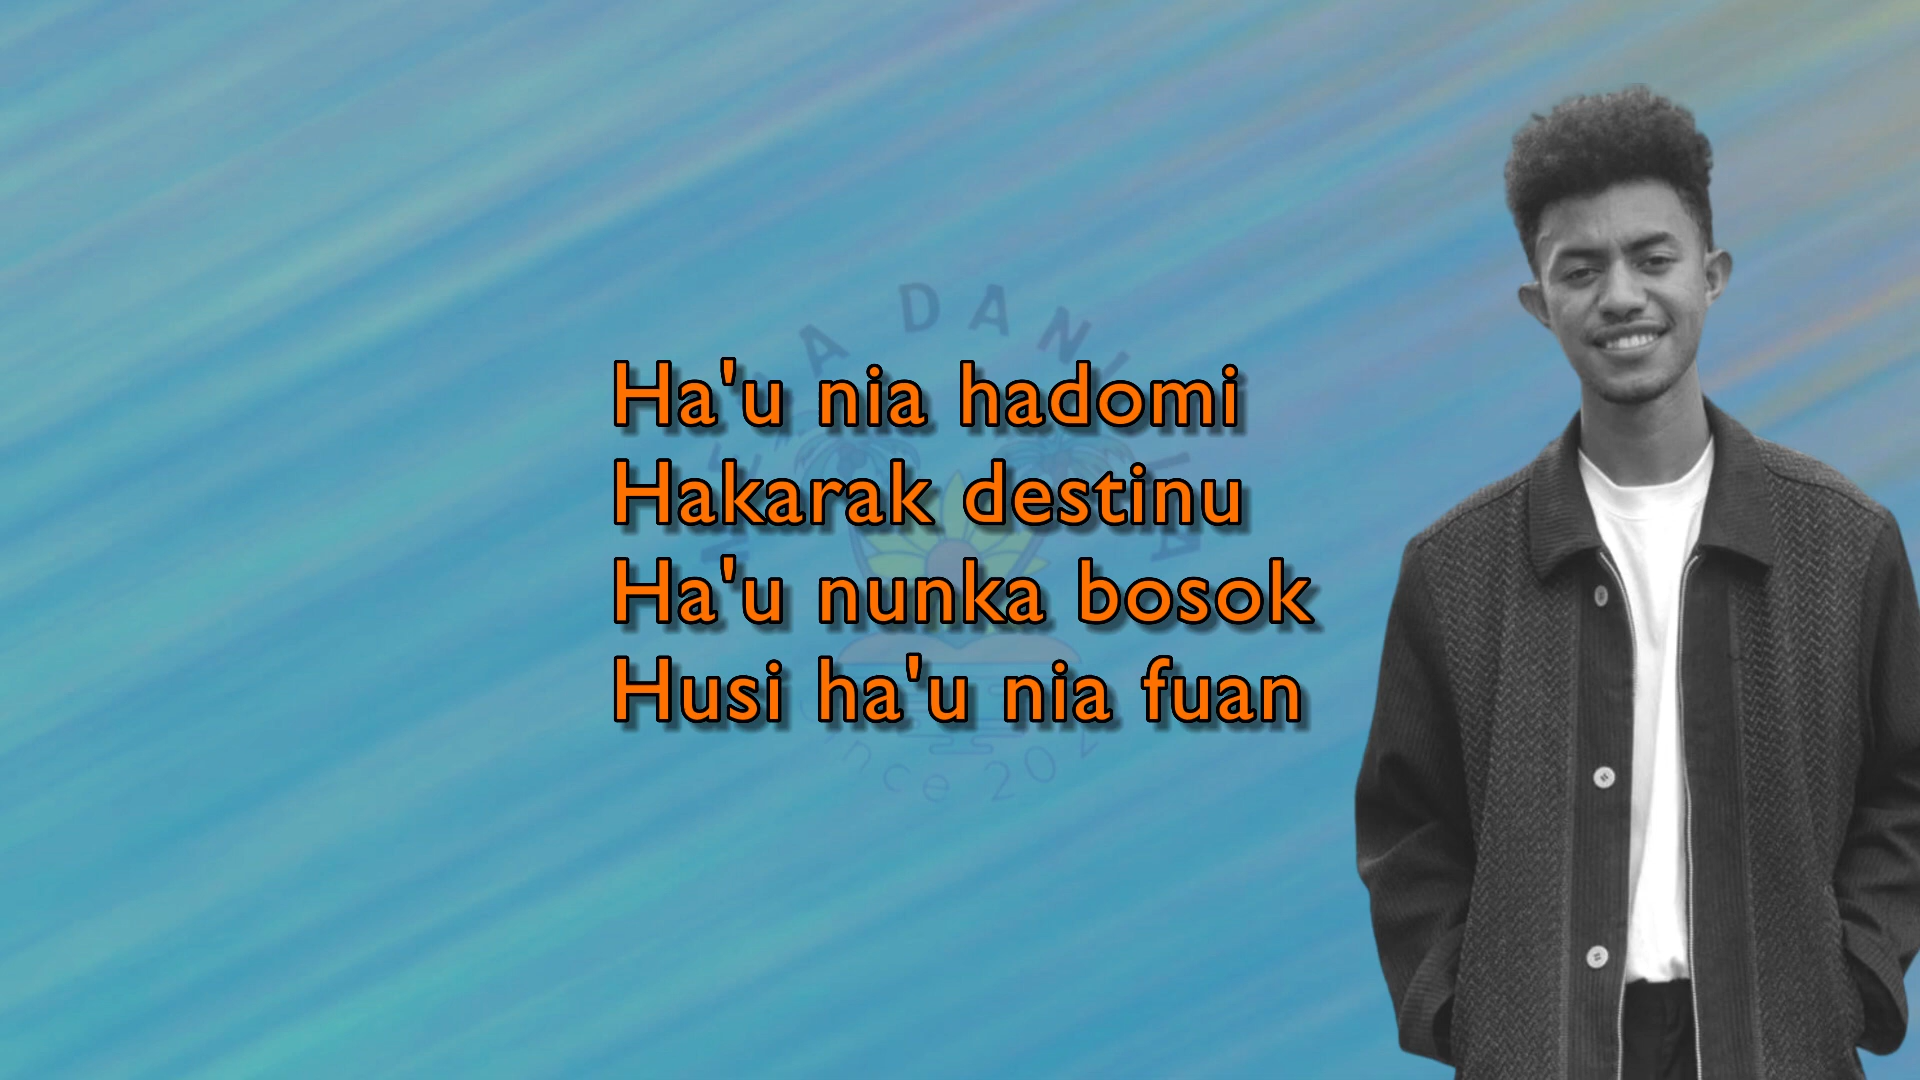 Ha'u nia hadomi
Hakarak destinu
Ha'u nunka bosok
Husi ha'u nia fuan